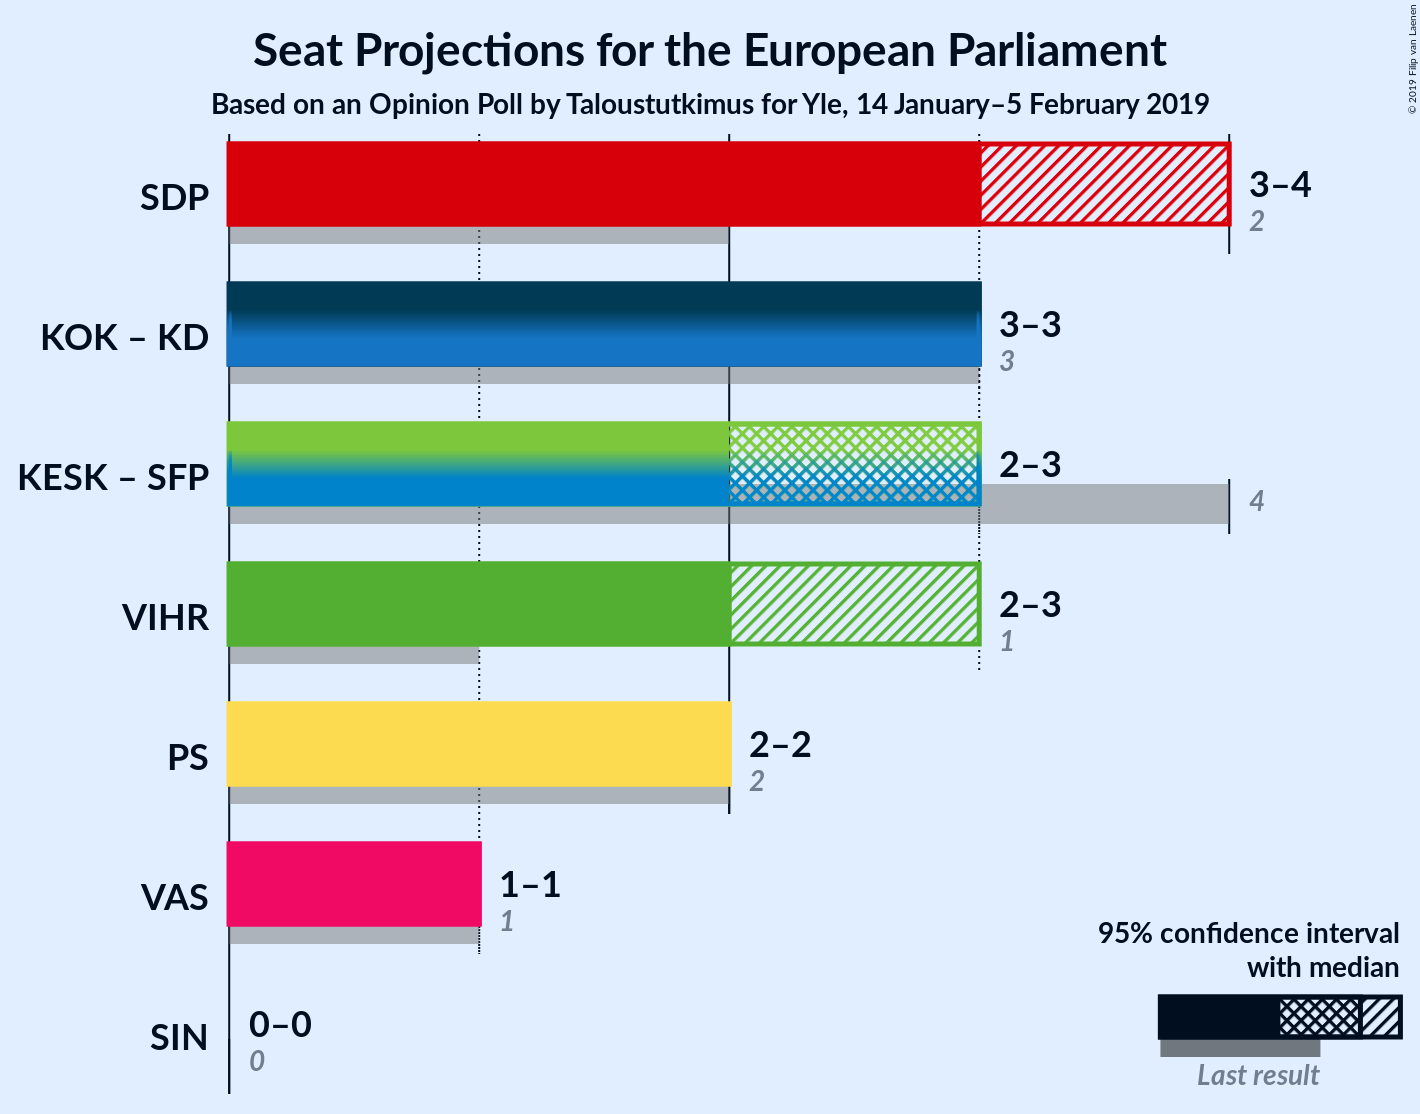 Seat Projections for the European Parliament
Based on an Opinion Poll by Taloustutkimus for Yle, 14 January–5 February 2019
© 2019 Filip van Laenen
SDP
3–4
2
KOK – KD
3–3
3
KESK – SFP
2–3
4
VIHR
2–3
1
PS
2–2
2
VAS
1–1
1
SIN
0–0
0
95% confidence interval
with median
Last result